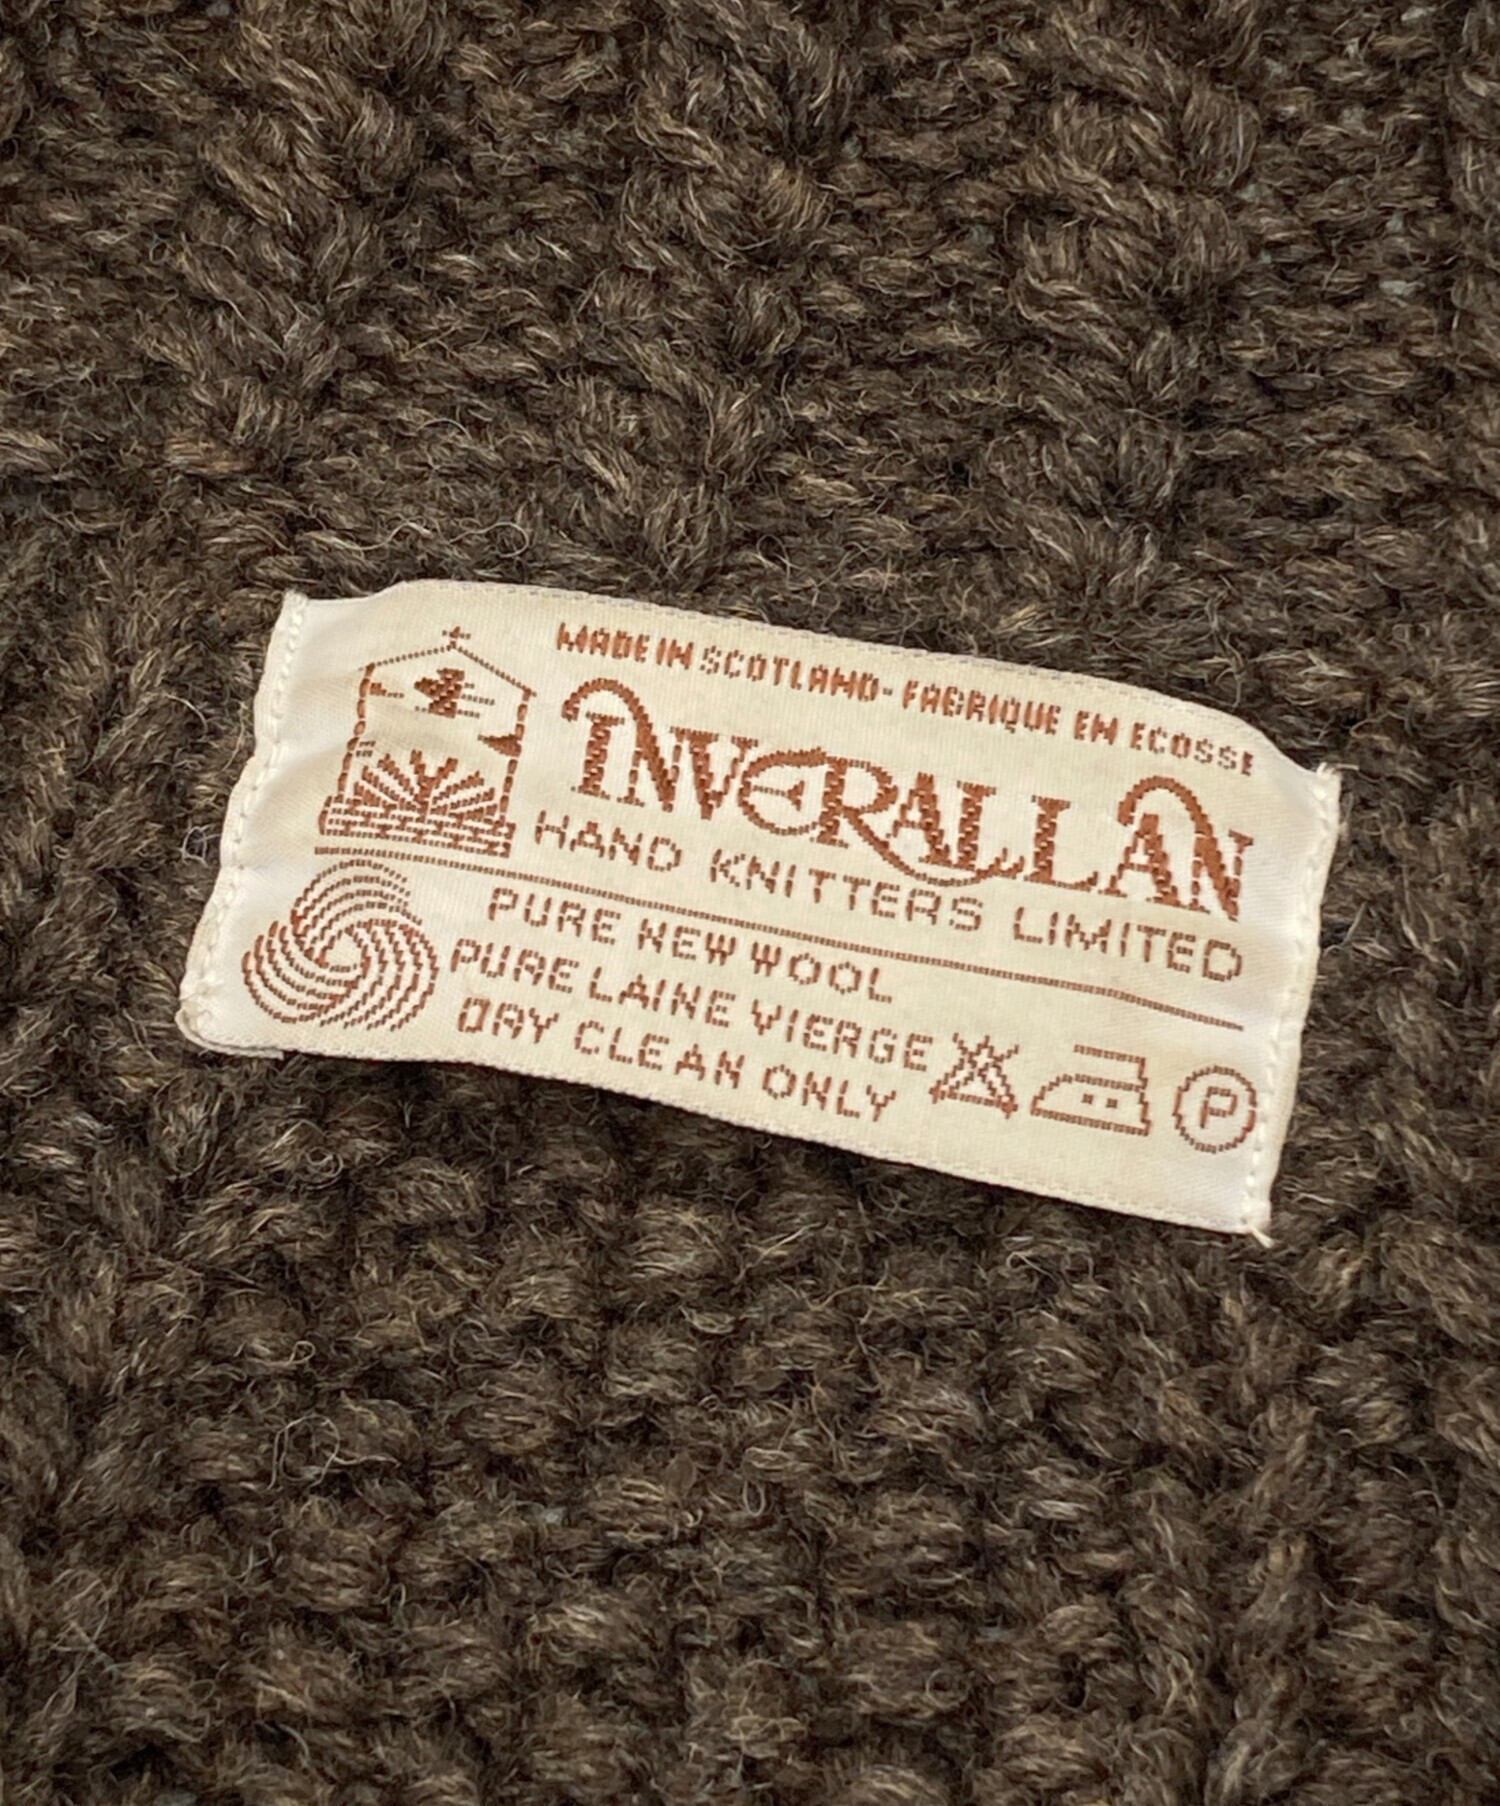 MADE IN SCOTLAND - FABRIQUE EN ECOSSE
INVERALLAN
HAND KNITTERS LIMITED
PURE NEW WOOL
PURE LAINE VIERGE
DRY CLEAN ONLY
P